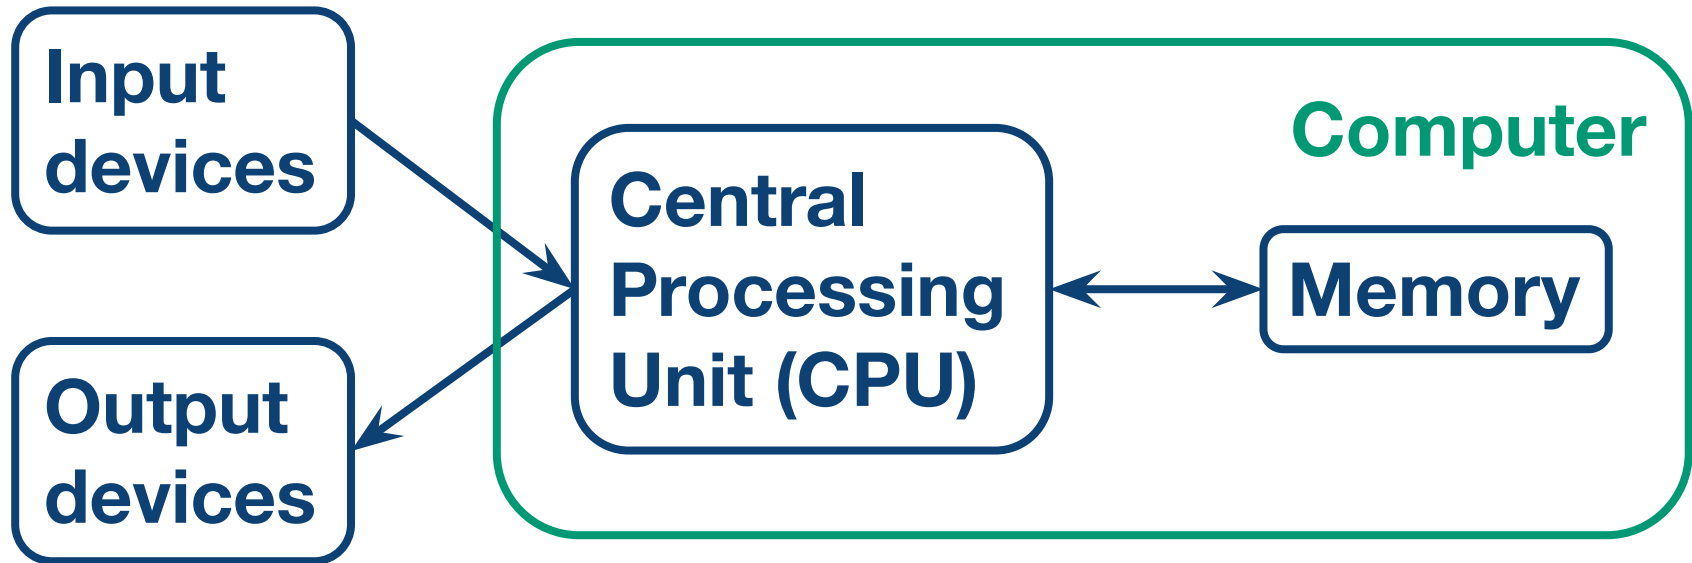 Input
devices
Output
devices
Computer
Central
Processing
Unit (CPU)
Memory